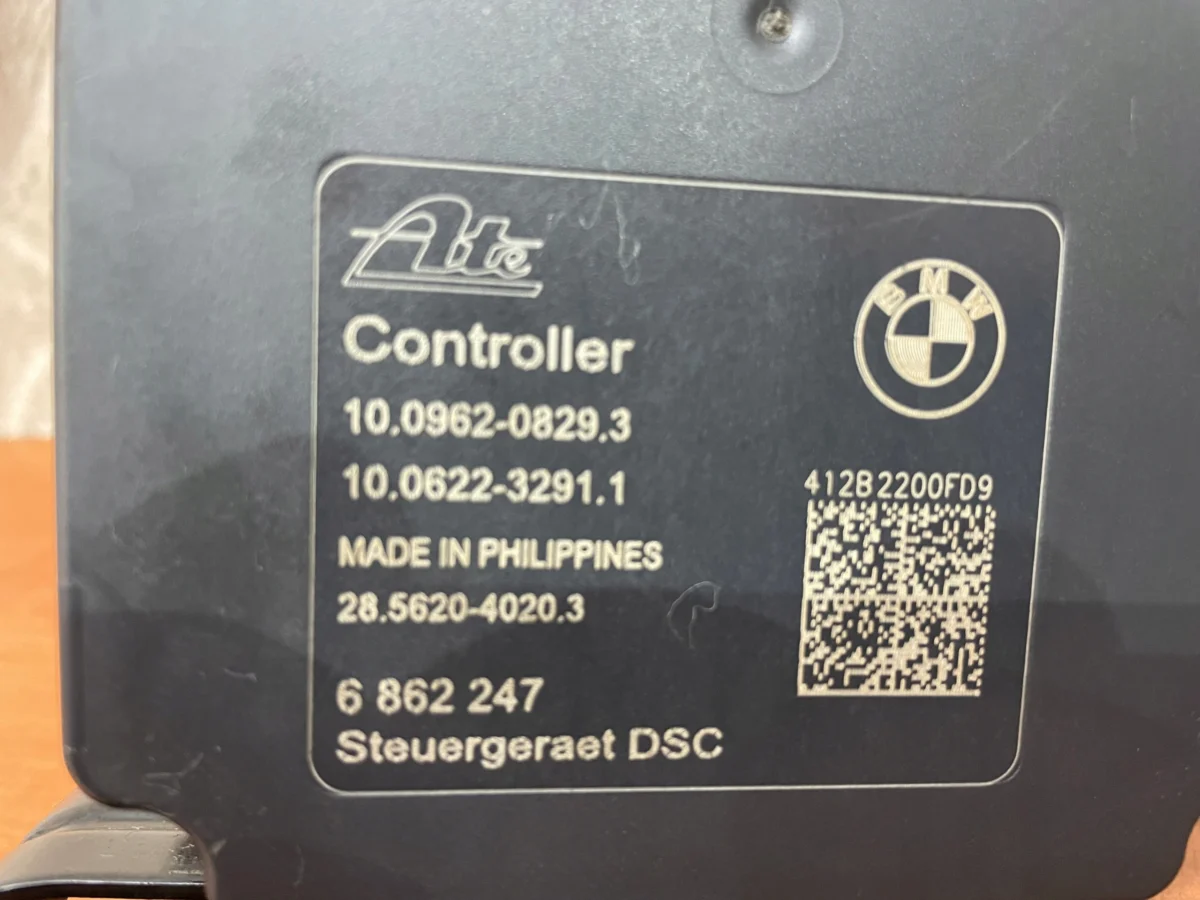 Ate
BMW
Controller
10.0962-0829.3
10.0622-3291.1
412B2200FD9
MADE IN PHILIPPINES
28.5620-4020.3
6 862 247
Steuergeraet DSC